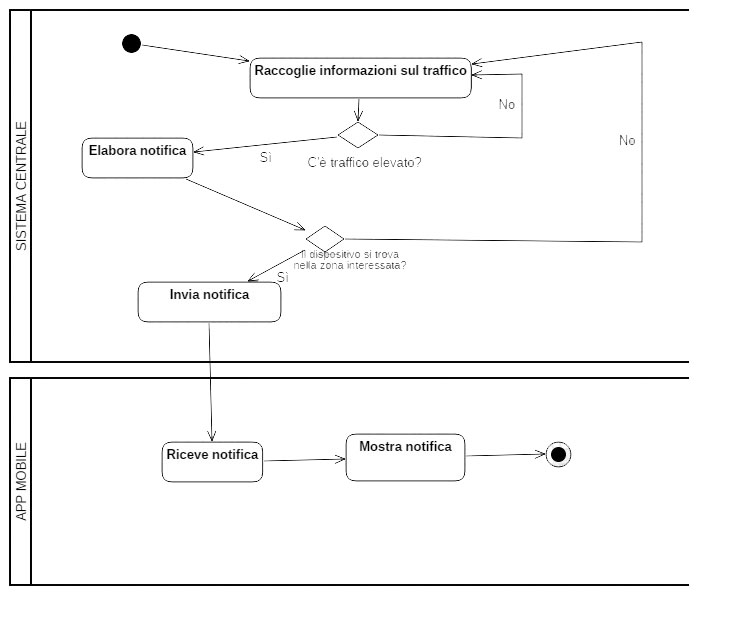 SISTEMA CENTRALE
Raccoglie informazioni sul traffico
No
No
Elabora notifica
Sì
C'è traffico elevato?
Il dispositivo si trova
nella zona interessata?
Sì
Invia notifica
APP MOBILE
Riceve notifica
Mostra notifica